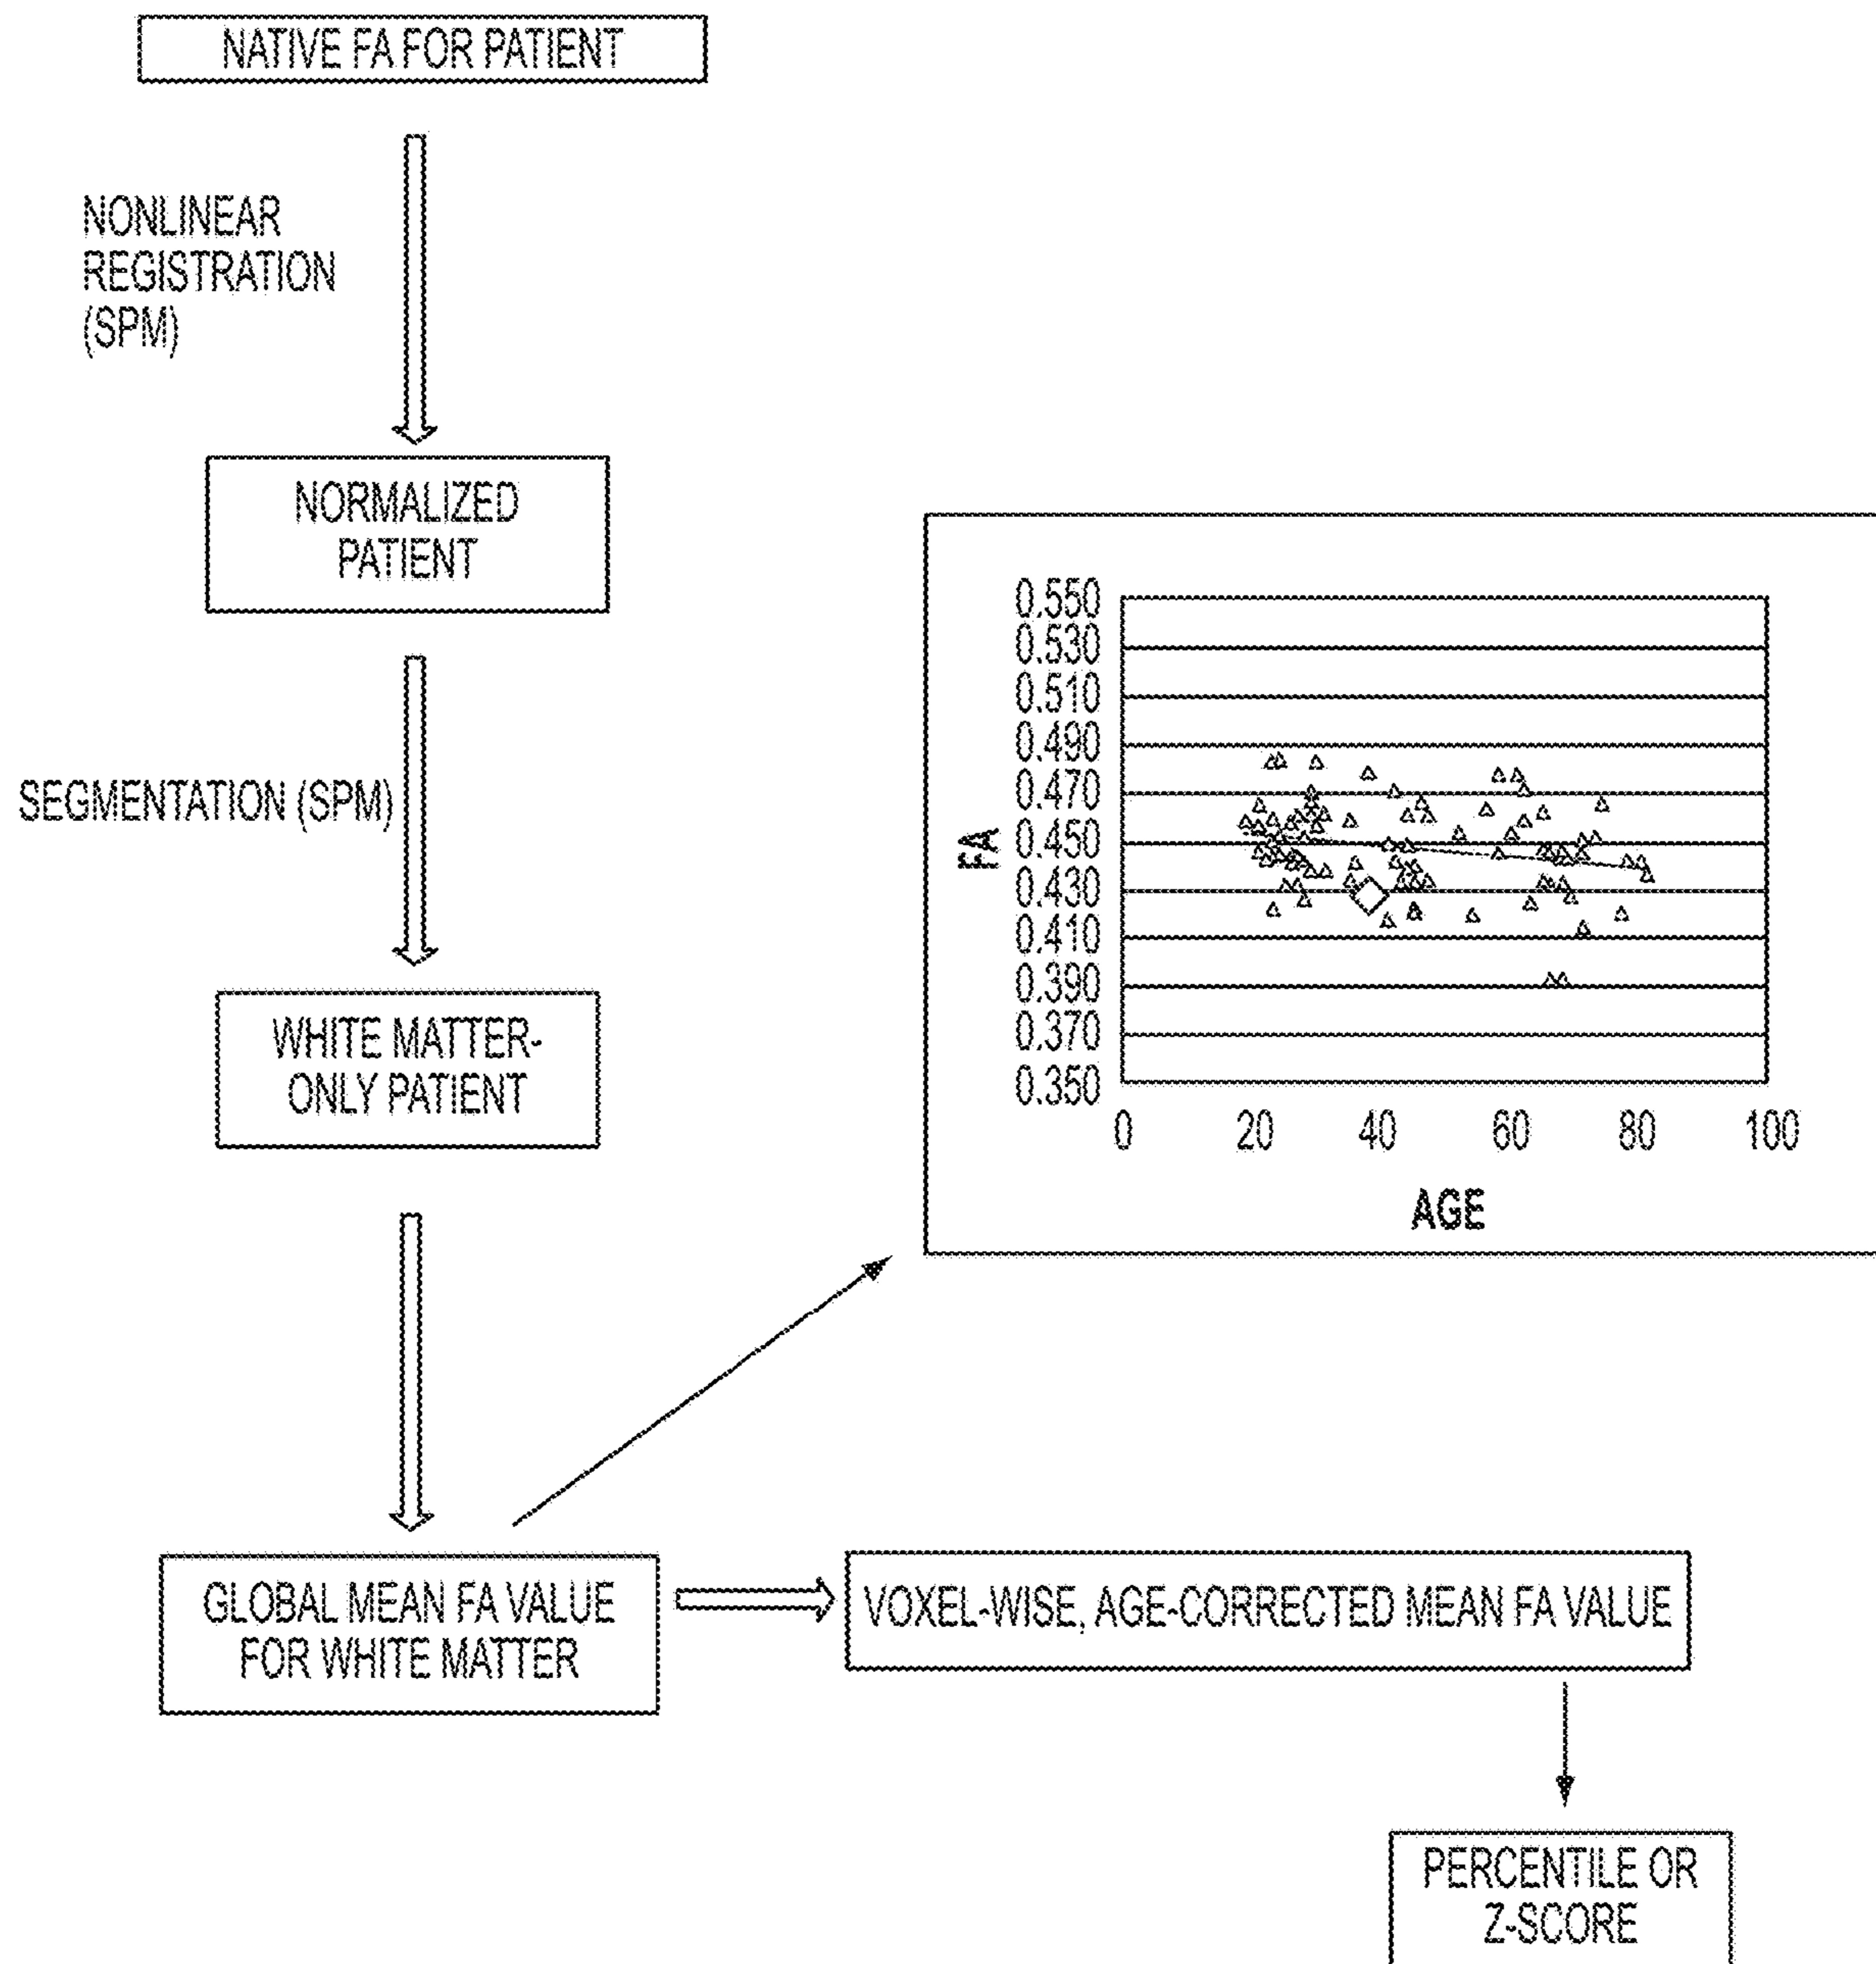 NATIVE FA FOR PATIENT
NONLINEAR
REGISTRATION
(SPM)
NORMALIZED
PATIENT
SEGMENTATION (SPM)
WHITE MATTER-
ONLY PATIENT
FA
0.550
0.530
0.510
0.490
0.470
0.450
0.430
0.410
0.390
0.370
0.350
0 20 40 60 80 100
AGE
GLOBAL MEAN FA VALUE
FOR WHITE MATTER
VOXEL-WISE, AGE-CORRECTED MEAN FA VALUE
PERCENTILE OR
Z-SCORE